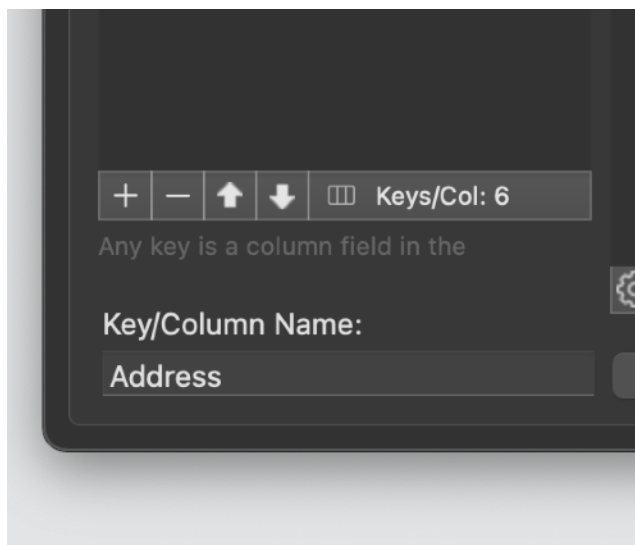 Keys/Col: 6
Any key is a column field in the
Key/Column Name:
Address